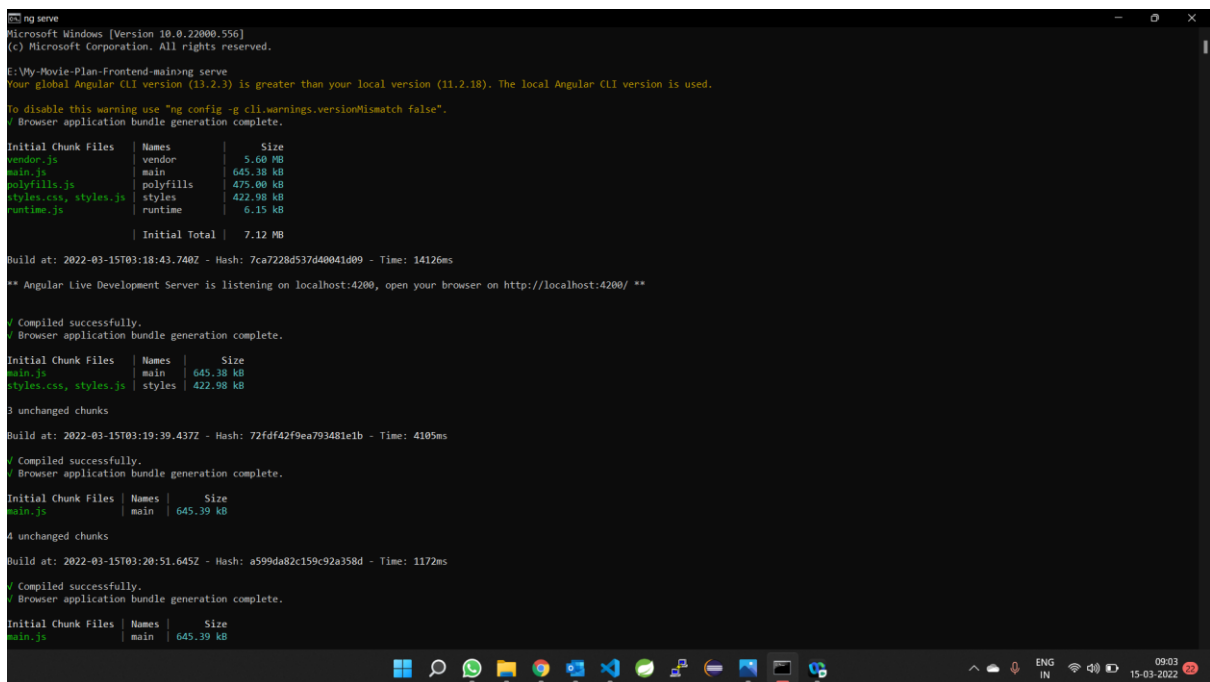 ng serve
Microsoft Windows [Version 10.0.22000.556]
(c) Microsoft Corporation. All rights reserved.
E:\My-Movie-Plan-Frontend-main>ng serve
Your global Angular CLI version (13.2.3) is greater than your local version (11.2.18). The local Angular CLI version is used.
To disable this warning use "ng config -g cli.warnings.versionMismatch false".
√ Browser application bundle generation complete.
Initial Chunk Files | Names | Size
vendor.js | vendor | 5.60 MB
main.js | main | 645.38 kB
polyfills.js | polyfills | 475.00 kB
styles.css, styles.js | styles | 422.98 kB
runtime.js | runtime | 6.15 kB
| Initial Total | 7.12 MB
Build at: 2022-03-15T03:18:43.740Z - Hash: 7ca7228d537d40041d09 - Time: 14126ms
** Angular Live Development Server is listening on localhost:4200, open your browser on http://localhost:4200/ **
√ Compiled successfully.
√ Browser application bundle generation complete.
Initial Chunk Files | Names | Size
main.js | main | 645.38 kB
styles.css, styles.js | styles | 422.98 kB
3 unchanged chunks
Build at: 2022-03-15T03:19:39.437Z - Hash: 72fdf42f9ea793481e1b - Time: 4105ms
√ Compiled successfully.
√ Browser application bundle generation complete.
Initial Chunk Files | Names | Size
main.js | main | 645.39 kB
4 unchanged chunks
Build at: 2022-03-15T03:20:51.645Z - Hash: a599da82c159c92a358d - Time: 1172ms
√ Compiled successfully.
√ Browser application bundle generation complete.
Initial Chunk Files | Names | Size
main.js | main | 645.39 kB
ENG
IN
09:03
15-03-2022
22